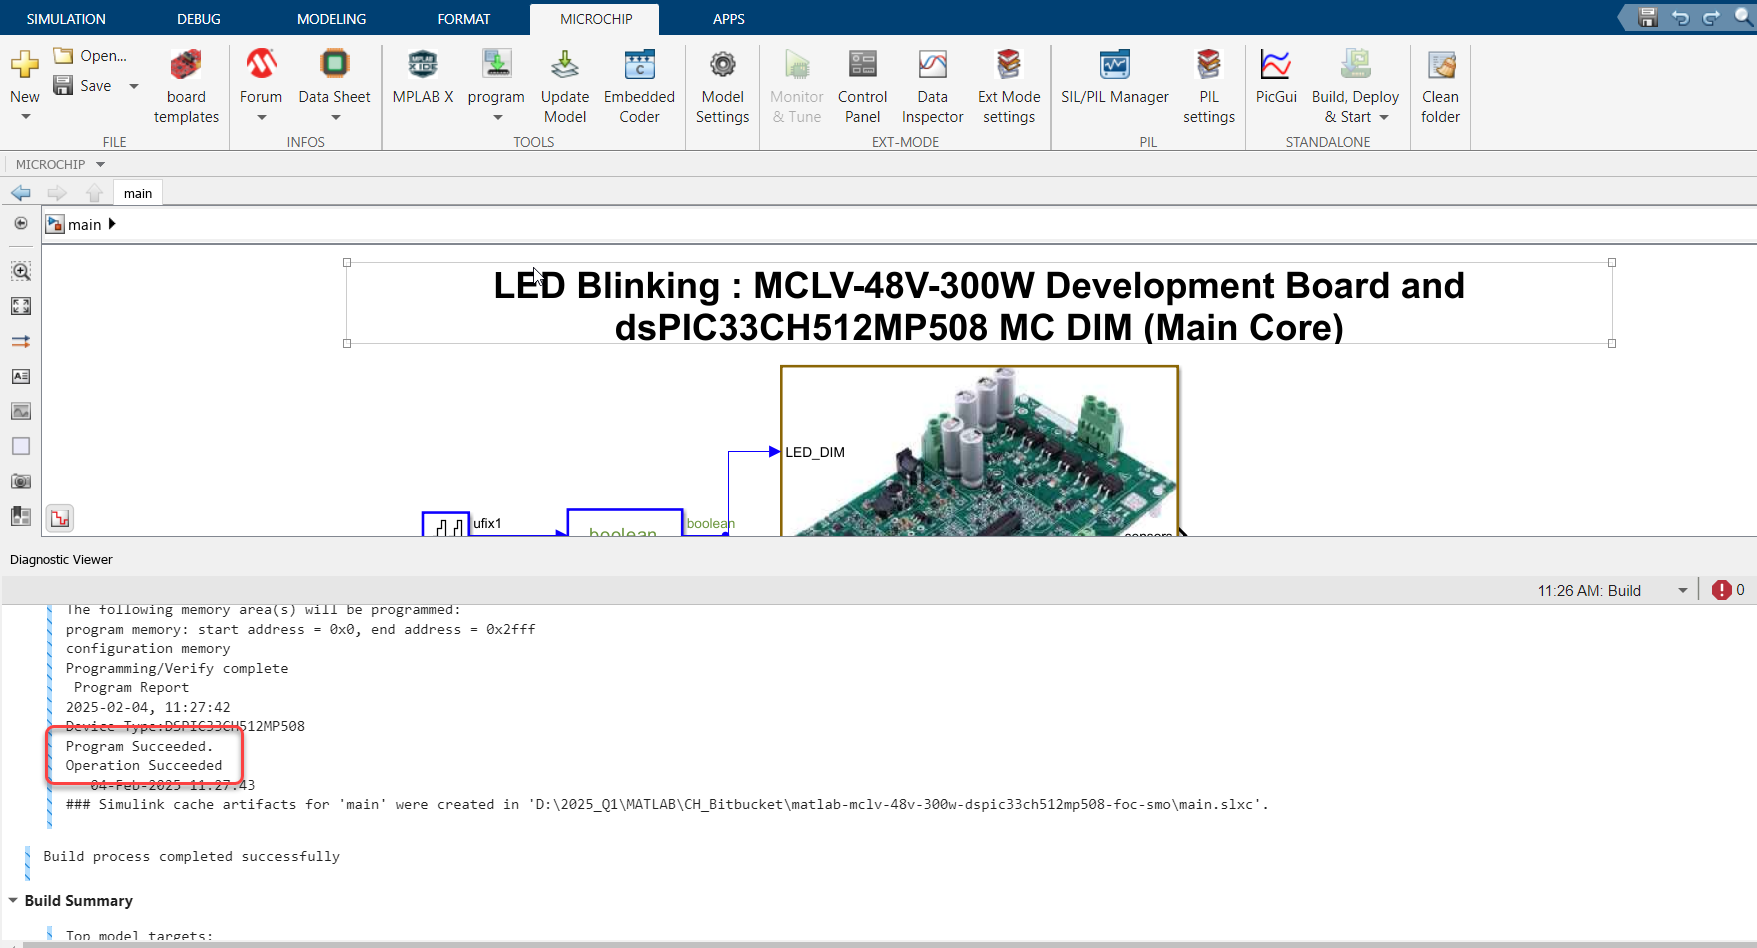 SIMULATION DEBUG MODELING FORMAT MICROCHIP APPS
New
Open...
Save
board
templates
FILE
Forum Data Sheet
INFOS
MPLAB X program Update
Model Embedded
Coder
TOOLS
Model
Settings
Monitor
& Tune Control
Panel Data
Inspector Ext Mode
settings
EXT-MODE
SIL/PIL Manager PIL
settings
PIL
PicGui Build, Deploy
& Start
STANDALONE
Clean
folder
MICROCHIP
main
main
LED Blinking : MCLV-48V-300W Development Board and
dsPIC33CH512MP508 MC DIM (Main Core)
LED_DIM
ufix1
boolean
boolean
sensors
Diagnostic Viewer
11:26 AM: Build 0
The following memory area(s) will be programmed:
program memory: start address = 0x0, end address = 0x2fff
configuration memory
Programming/Verify complete
Program Report
2025-02-04, 11:27:42
Device Type:DSPIC33CH512MP508
Program Succeeded.
Operation Succeeded
04-Feb-2025 11:27:43
### Simulink cache artifacts for 'main' were created in 'D:\2025_Q1\MATLAB\CH_Bitbucket\matlab-mclv-48v-300w-dspic33ch512mp508-foc-smo\main.slxc'.
Build process completed successfully
Build Summary
Top model targets: